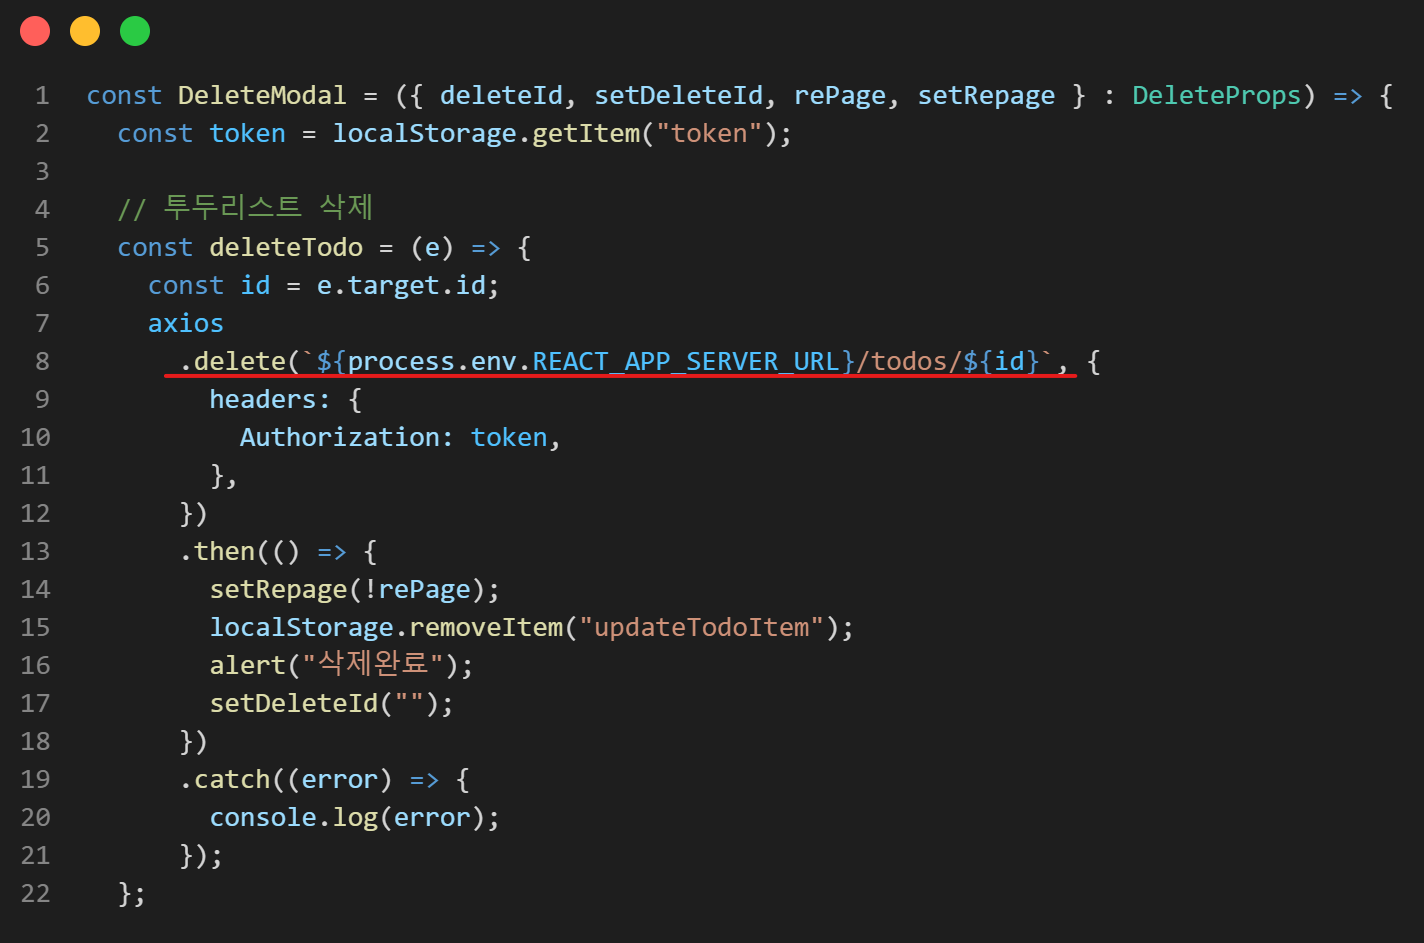 1 const DeleteModal = ({ deleteId, setDeleteId, rePage, setRepage } : DeleteProps) => {
2   const token = localStorage.getItem("token");
3
4   // 투두리스트 삭제
5   const deleteTodo = (e) => {
6     const id = e.target.id;
7     axios
8       .delete(`${process.env.REACT_APP_SERVER_URL}/todos/${id}`, {
9         headers: {
10           Authorization: token,
11         },
12       })
13       .then(() => {
14         setRepage(!rePage);
15         localStorage.removeItem("updateTodoItem");
16         alert("삭제완료");
17         setDeleteId("");
18       })
19       .catch((error) => {
20         console.log(error);
21       });
22   };